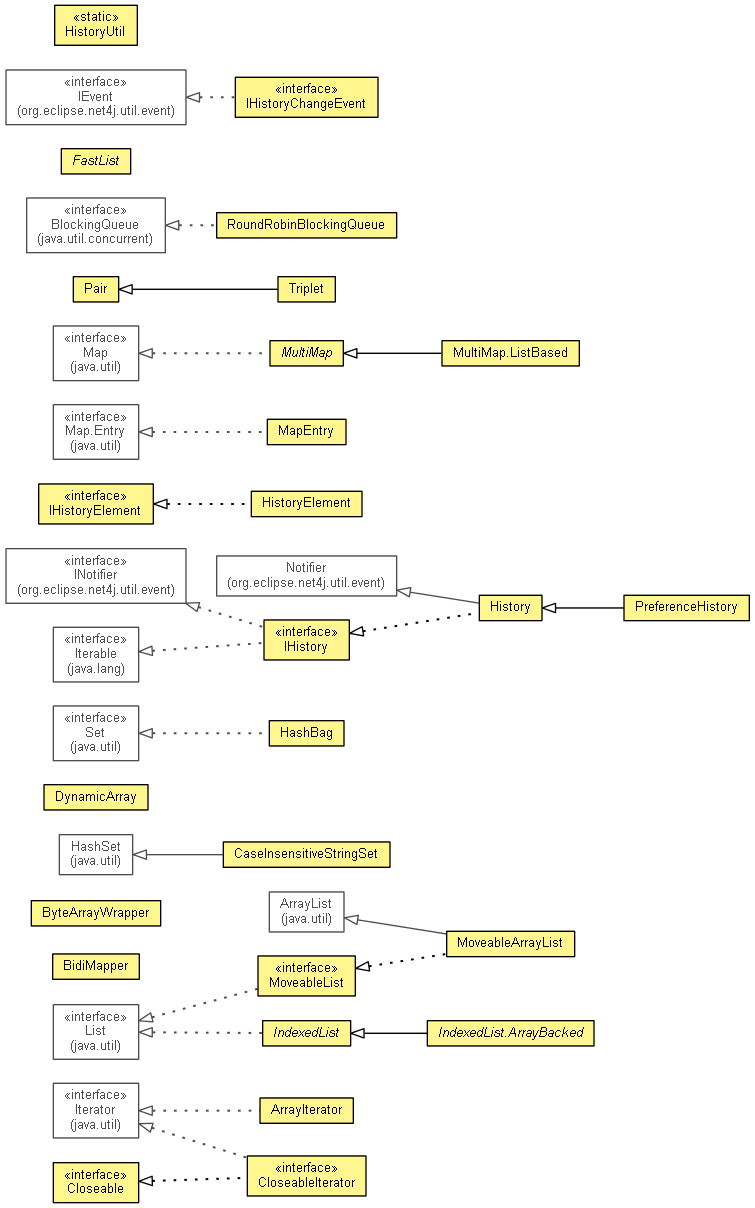 «static»
HistoryUtil
«interface»
IEvent
(org.eclipse.net4j.util.event)
«interface»
IHistoryChangeEvent
FastList
«interface»
BlockingQueue
(java.util.concurrent)
RoundRobinBlockingQueue
Pair
Triplet
«interface»
Map
(java.util)
MultiMap
MultiMap.ListBased
«interface»
Map.Entry
(java.util)
MapEntry
«interface»
IHistoryElement
HistoryElement
«interface»
INotifier
(org.eclipse.net4j.util.event)
Notifier
(org.eclipse.net4j.util.event)
History
PreferenceHistory
«interface»
IHistory
«interface»
Iterable
(java.lang)
«interface»
Set
(java.util)
HashBag
DynamicArray
HashSet
(java.util)
CaseInsensitiveStringSet
ByteArrayWrapper
ArrayList
(java.util)
MoveableArrayList
BidiMapper
«interface»
MoveableList
«interface»
List
(java.util)
IndexedList
IndexedList.ArrayBacked
«interface»
Iterator
(java.util)
ArrayIterator
«interface»
Closeable
«interface»
CloseableIterator